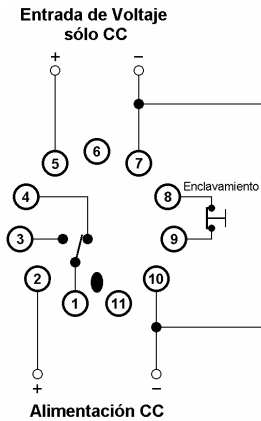 Entrada de Voltaje
sólo CC
+ −
5 6 7
4 8 Enclavamiento
3 9
2 10
1 11
+ −
Alimentación CC